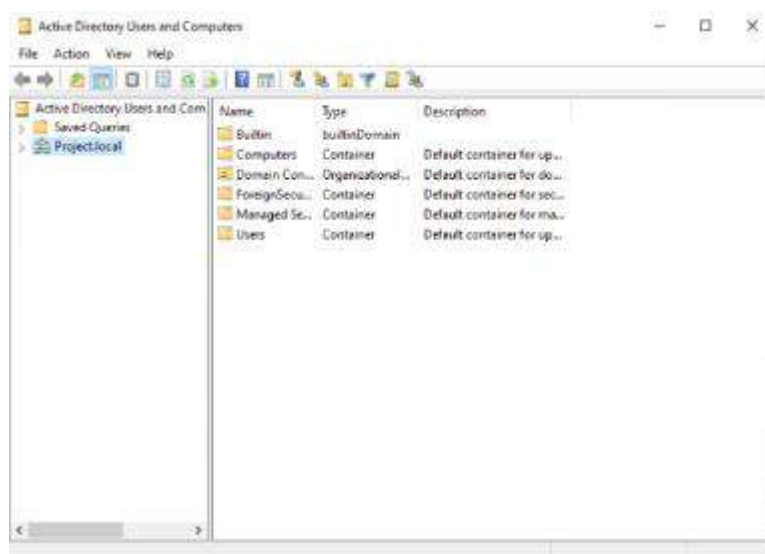 Active Directory Users and Computers
File Action View Help
Active Directory Users and Com
Saved Queries
Project.local
Name Type Description
Builtin builtinDomain
Computers Container Default container for up...
Domain Con... Organizational... Default container for do...
ForeignSecu... Container Default container for sec...
Managed Se... Container Default container for ma...
Users Container Default container for up...